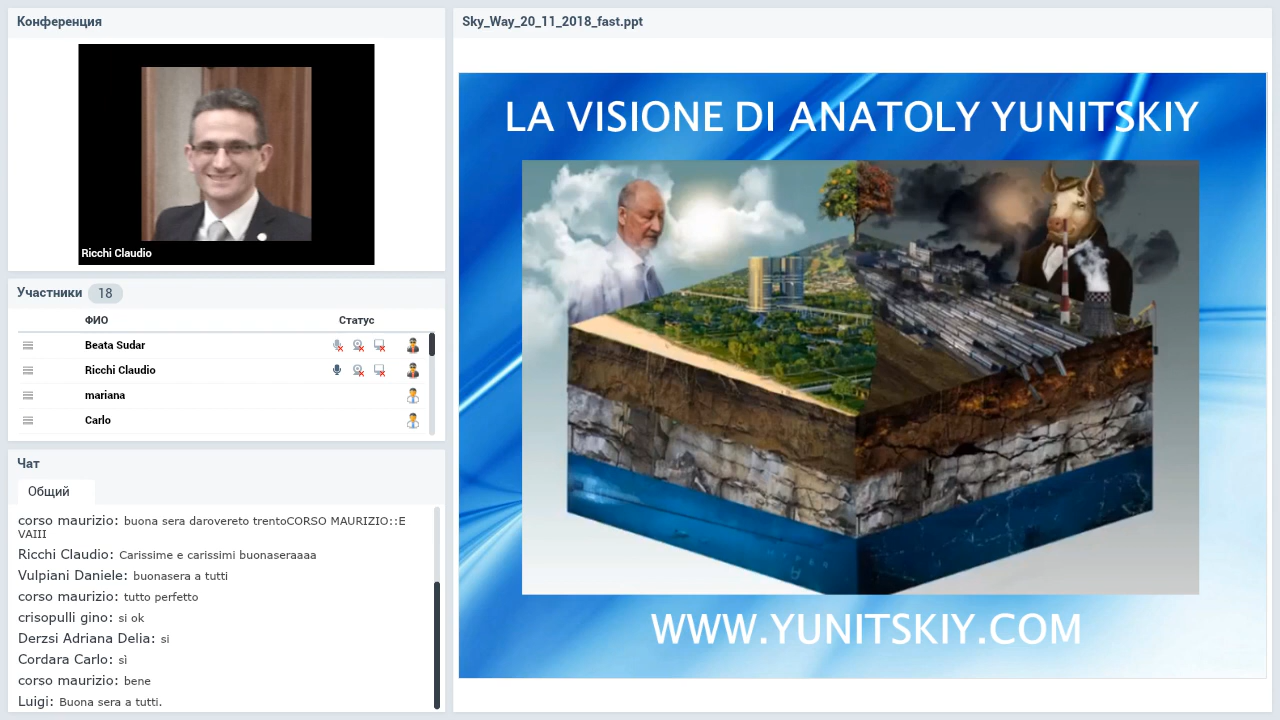 Конференция
Ricchi Claudio
Участники 18
ФИО Статус
Beata Sudar
Ricchi Claudio
mariana
Carlo
Чат
Общий
corso maurizio: buona sera darovereto trentoCORSO MAURIZIO::E
VAIII
Ricchi Claudio: Carissime e carissimi buonaseraaaa
Vulpiani Daniele: buonasera a tutti
corso maurizio: tutto perfetto
crisopulli gino: si ok
Derzsi Adriana Delia: si
Cordara Carlo: sì
corso maurizio: bene
Luigi: Buona sera a tutti.
Sky_Way_20_11_2018_fast.ppt
LA VISIONE DI ANATOLY YUNITSKIY
WWW.YUNITSKIY.COM